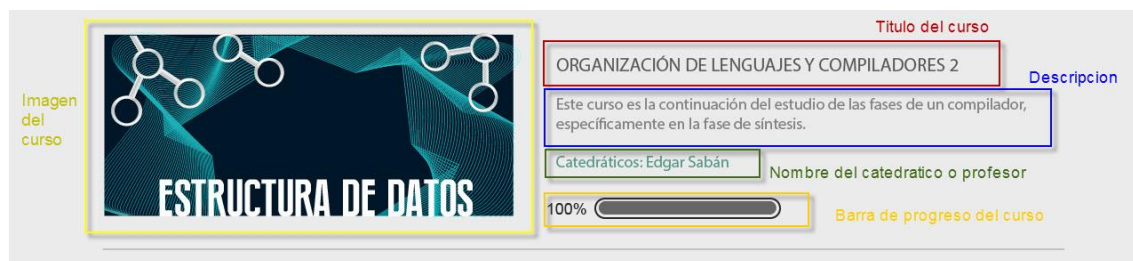 Titulo del curso
ORGANIZACIÓN DE LENGUAJES Y COMPILADORES 2
Descripcion
Imagen
del
curso
Este curso es la continuación del estudio de las fases de un compilador,
específicamente en la fase de síntesis.
Catedráticos: Edgar Sabán
Nombre del catedratico o profesor
ESTRUCTURA DE DATOS
100%
Barra de progreso del curso